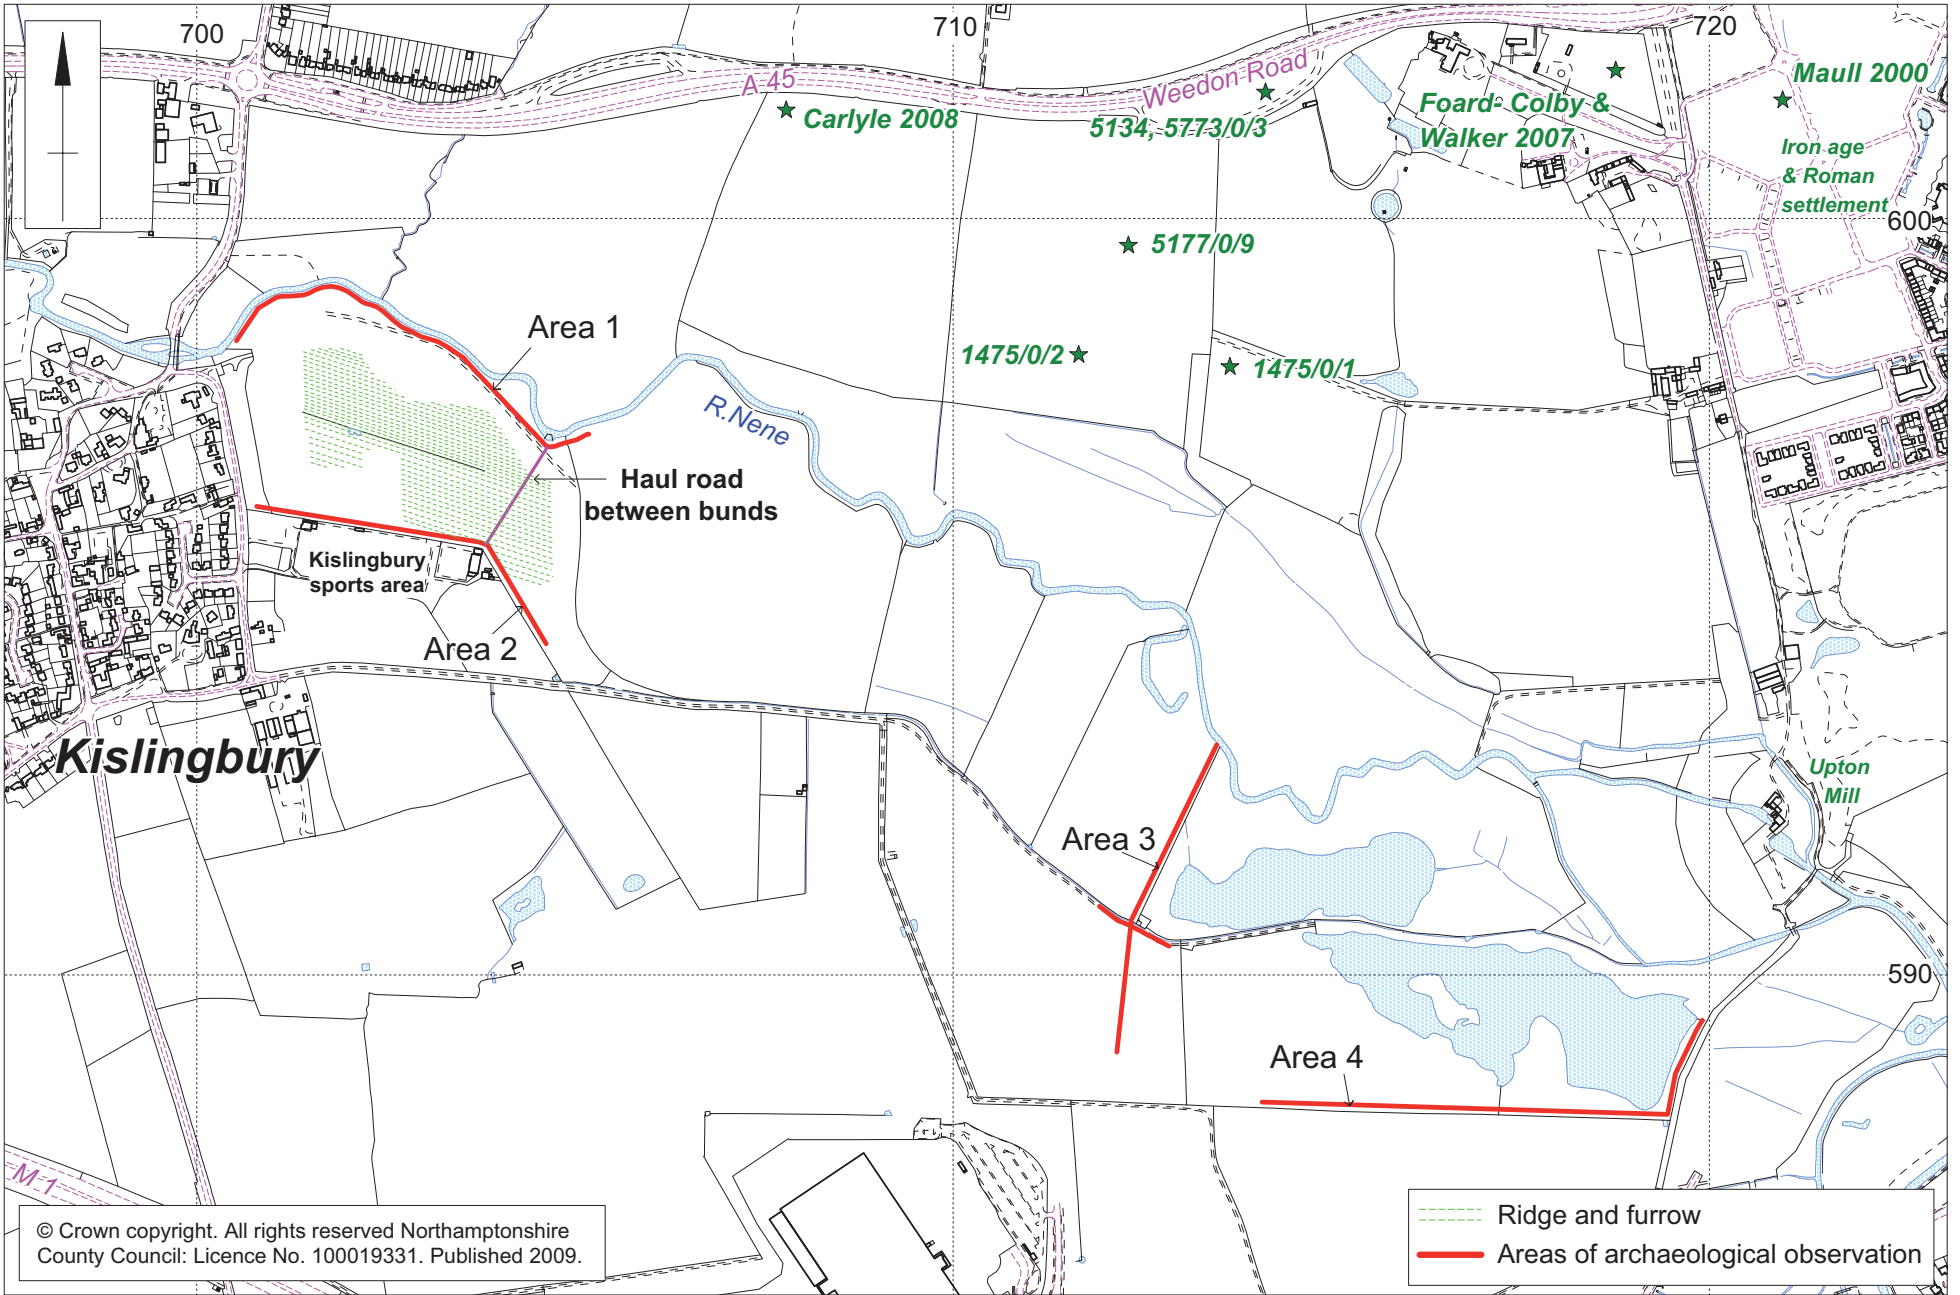 700
710
720
A 45
Weedon Road
Carlyle 2008
5134, 5773/0/3
Foard- Colby &
Walker 2007
Maull 2000
Iron age
& Roman
settlement
600
5177/0/9
Area 1
1475/0/2
1475/0/1
R.Nene
Haul road
between bunds
Kislingbury
sports area
Area 2
Kislingbury
Upton
Mill
Area 3
590
Area 4
M 1
© Crown copyright. All rights reserved Northamptonshire
County Council: Licence No. 100019331. Published 2009.
Ridge and furrow
Areas of archaeological observation